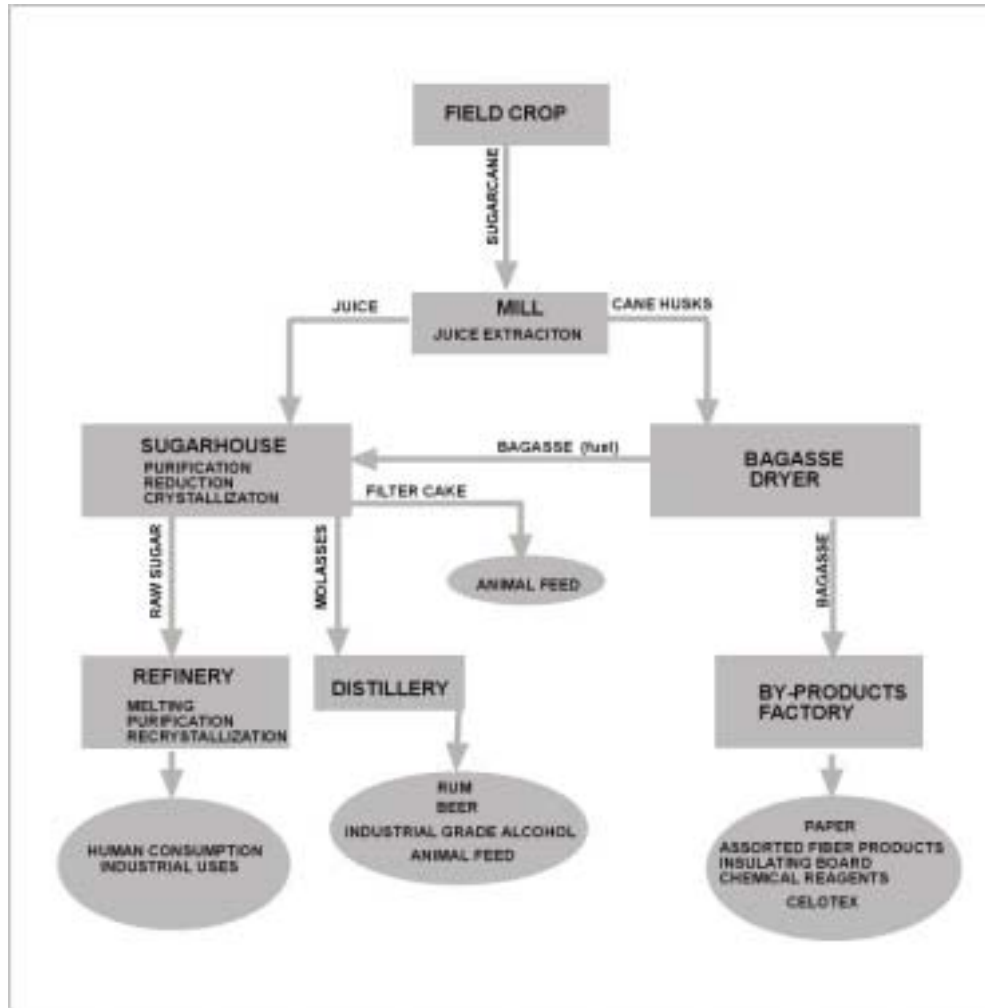 FIELD CROP
SUGARCANE
MILL
JUICE EXTRACITON
JUICE
CANE HUSKS
SUGARHOUSE
PURIFICATION
REDUCTION
CRYSTALLIZATON
BAGASSE (fuel)
BAGASSE
DRYER
FILTER CAKE
ANIMAL FEED
RAW SUGAR
MOLASSES
BAGASSE
REFINERY
MELTING
PURIFICATION
RECRYSTALLIZATION
DISTILLERY
BY-PRODUCTS
FACTORY
HUMAN CONSUMPTION
INDUSTRIAL USES
RUM
BEER
INDUSTRIAL GRADE ALCOHOL
ANIMAL FEED
PAPER
ASSORTED FIBER PRODUCTS
INSULATING BOARD
CHEMICAL REAGENTS
CELOTEX